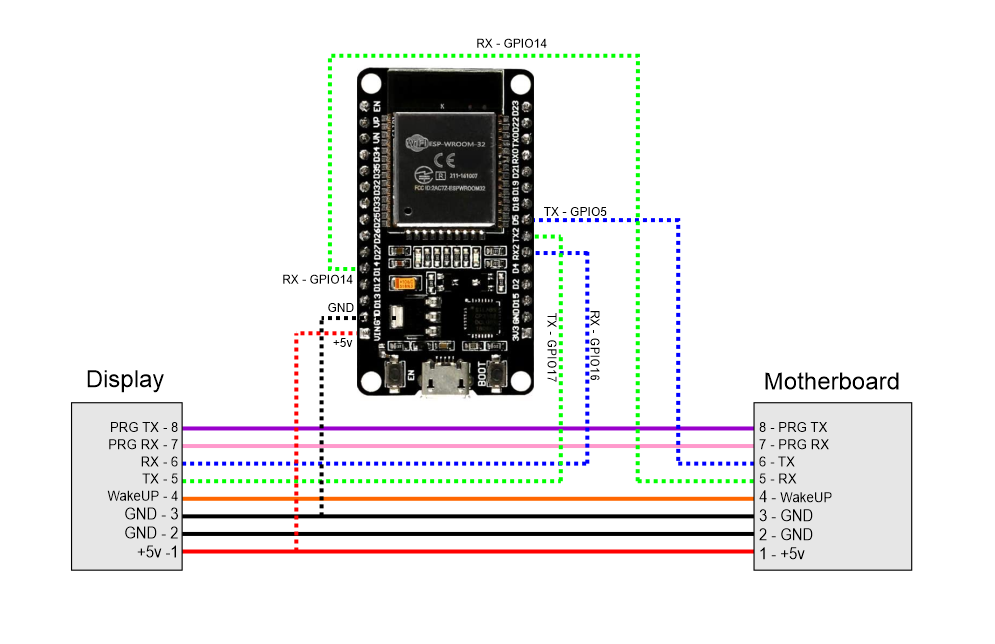 RX - GPIO14
EN
VP
VN
D34
D35
D32
D33
D25
D26
D27
D14
D12
D13
VIN
D23
D22
TX0
RX0
D21
D19
D18
D5
TX2
RX2
D4
D2
D15
GND
3V3
WiFi
ESP-WROOM-32
CE
R
211-161007
FCC ID:2AC7Z-ESPWROOM32
EN
BOOT
TX - GPIO5
RX - GPIO14
GND
+5v
TX - GPIO17
RX - GPIO16
Display
PRG TX - 8
PRG RX - 7
RX - 6
TX - 5
WakeUP - 4
GND - 3
GND - 2
+5v -1
Motherboard
8 - PRG TX
7 - PRG RX
6 - TX
5 - RX
4 - WakeUP
3 - GND
2 - GND
1 - +5v